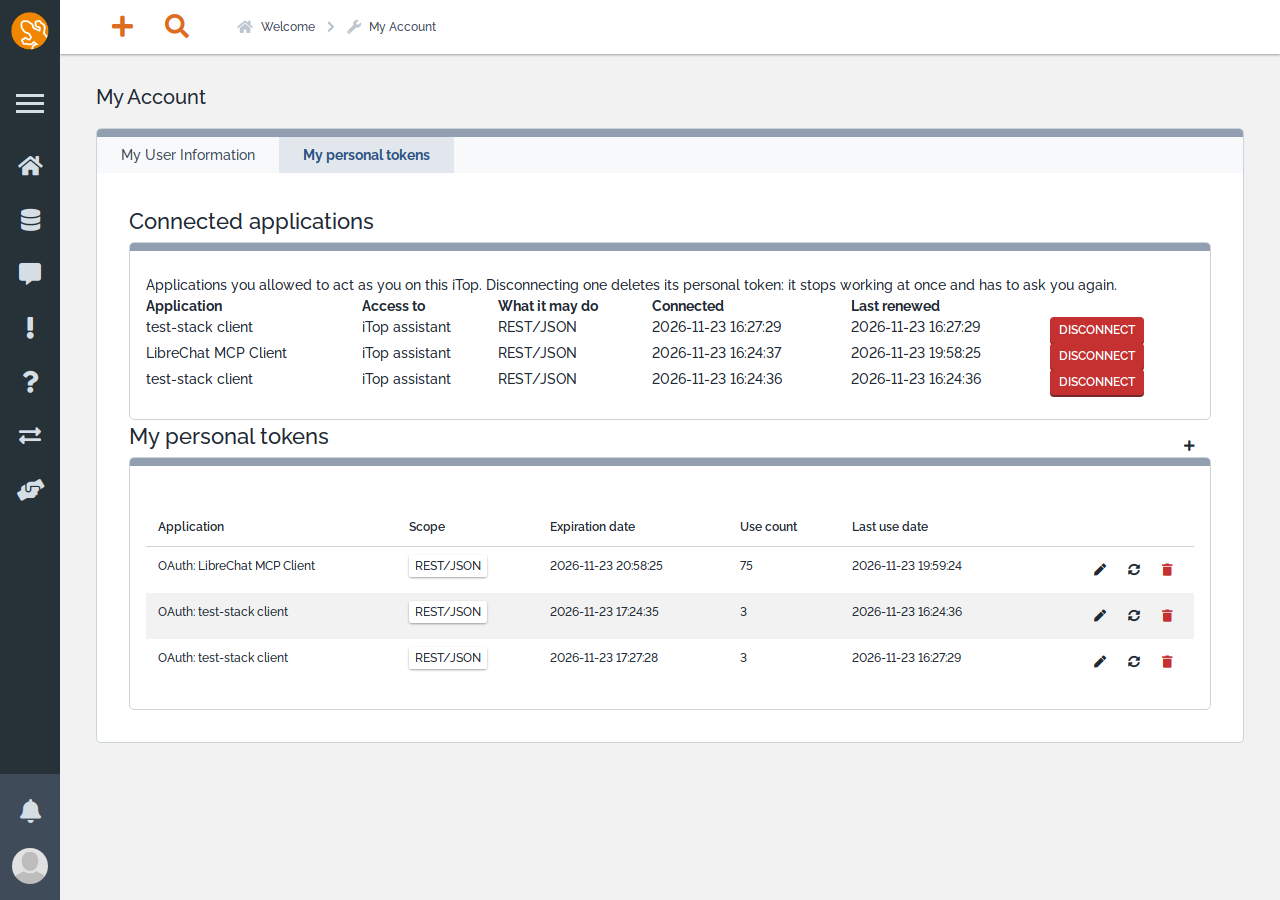 Welcome
My Account
My Account
My User Information
My personal tokens
Connected applications
Applications you allowed to act as you on this iTop. Disconnecting one deletes its personal token: it stops working at once and has to ask you again.
Application Access to What it may do Connected Last renewed
test-stack client iTop assistant REST/JSON 2026-11-23 16:27:29 2026-11-23 16:27:29 DISCONNECT
LibreChat MCP Client iTop assistant REST/JSON 2026-11-23 16:24:37 2026-11-23 19:58:25 DISCONNECT
test-stack client iTop assistant REST/JSON 2026-11-23 16:24:36 2026-11-23 16:24:36 DISCONNECT
My personal tokens
Application Scope Expiration date Use count Last use date
OAuth: LibreChat MCP Client REST/JSON 2026-11-23 20:58:25 75 2026-11-23 19:59:24
OAuth: test-stack client REST/JSON 2026-11-23 17:24:35 3 2026-11-23 16:24:36
OAuth: test-stack client REST/JSON 2026-11-23 17:27:28 3 2026-11-23 16:27:29